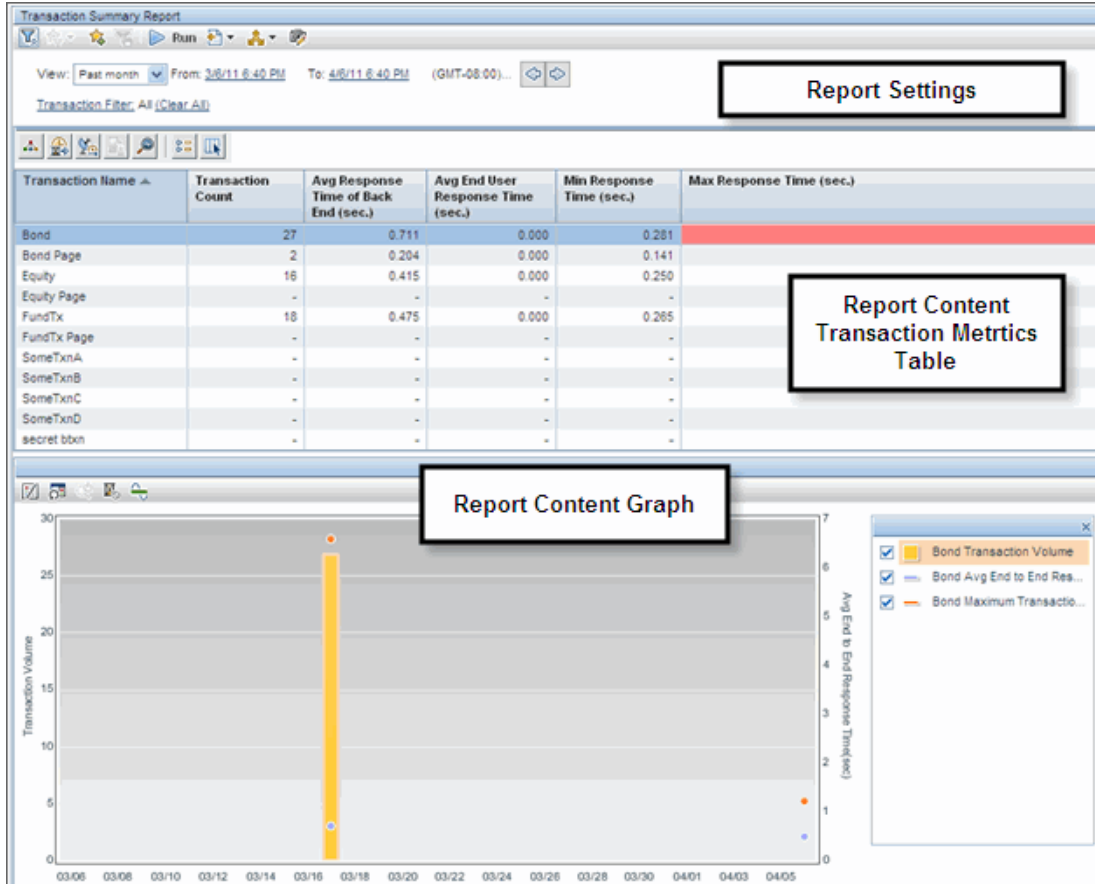 Transaction Summary Report
Run
View: Past month From: 3/6/11 6:40 PM To: 4/6/11 6:40 PM (GMT-08:00)...
Transaction Filter: All (Clear All)
Report Settings
Transaction Name Transaction Count Avg Response Time of Back End (sec.) Avg End User Response Time (sec.) Min Response Time (sec.) Max Response Time (sec.)
Bond 27 0.711 0.000 0.281
Bond Page 2 0.204 0.000 0.141
Equity 16 0.415 0.000 0.250
Equity Page - - - -
FundTx 18 0.475 0.000 0.265
FundTx Page - - - -
SomeTxnA - - - -
SomeTxnB - - - -
SomeTxnC - - - -
SomeTxnD - - - -
secret btxn - - - -
Report Content
Transaction Metrtics
Table
Report Content Graph
30
25
20
15
10
5
0
Transaction Volume
7
6
5
4
3
2
1
0
Avg End to End Response Time(sec)
03/06 03/08 03/10 03/12 03/14 03/16 03/18 03/20 03/22 03/24 03/26 03/28 03/30 04/01 04/03 04/05
Bond Transaction Volume
Bond Avg End to End Res...
Bond Maximum Transactio...